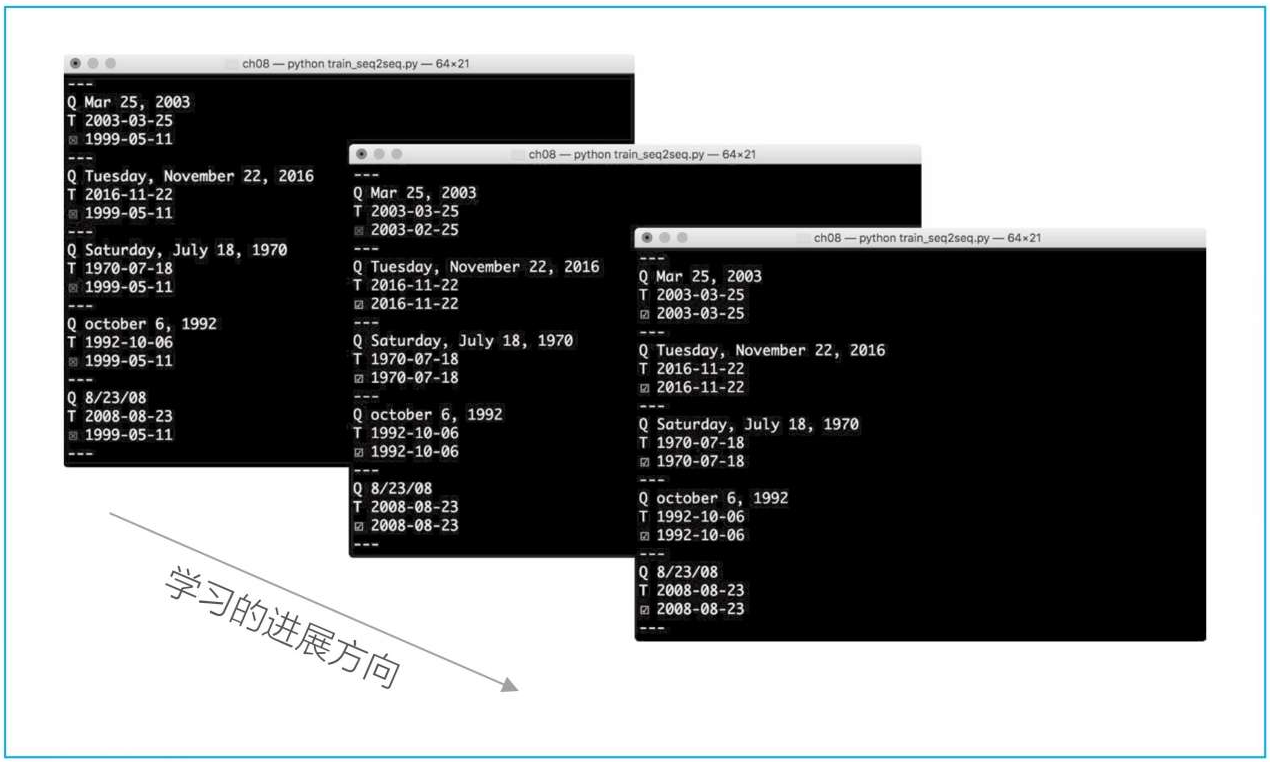 ch08 — python train_seq2seq.py — 64×21
---
Q Mar 25, 2003
T 2003-03-25
☒ 1999-05-11
---
Q Tuesday, November 22, 2016
T 2016-11-22
☒ 1999-05-11
---
Q Saturday, July 18, 1970
T 1970-07-18
☒ 1999-05-11
---
Q october 6, 1992
T 1992-10-06
☒ 1999-05-11
---
Q 8/23/08
T 2008-08-23
☒ 1999-05-11
---
ch08 — python train_seq2seq.py — 64×21
---
Q Mar 25, 2003
T 2003-03-25
☒ 2003-02-25
---
Q Tuesday, November 22, 2016
T 2016-11-22
☑ 2016-11-22
---
Q Saturday, July 18, 1970
T 1970-07-18
☑ 1970-07-18
---
Q october 6, 1992
T 1992-10-06
☑ 1992-10-06
---
Q 8/23/08
T 2008-08-23
☑ 2008-08-23
---
ch08 — python train_seq2seq.py — 64×21
---
Q Mar 25, 2003
T 2003-03-25
☑ 2003-03-25
---
Q Tuesday, November 22, 2016
T 2016-11-22
☑ 2016-11-22
---
Q Saturday, July 18, 1970
T 1970-07-18
☑ 1970-07-18
---
Q october 6, 1992
T 1992-10-06
☑ 1992-10-06
---
Q 8/23/08
T 2008-08-23
☑ 2008-08-23
---
学习的进展方向